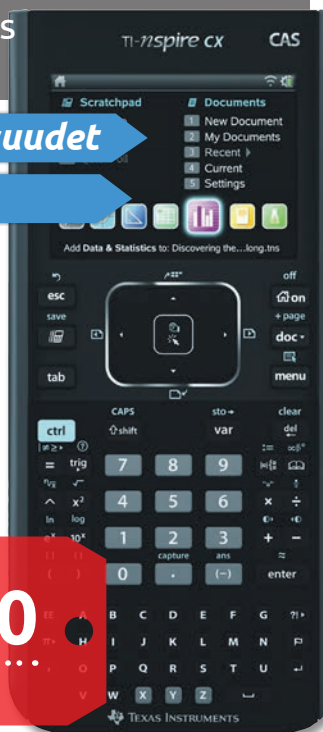 s
TI-nspire CX CAS
Scratchpad Documents
1 New Document
uudet 2 My Documents
3 Recent
4 Current
5 Settings
Add Data & Statistics to: Discovering the...long.tns
off
esc on
save + page
doc
tab menu
CAPS sto→ clear
ctrl shift var del
= trig 7 8 9
^ x² 4 5 6 × ÷
ln log
eˣ 10ˣ 1 2 3 + −
capture ans ≈
( ) 0 . (−) enter
0
EE A B C D E F G ?!
H I J K L M N
O P Q R S T U
V W X Y Z
TEXAS INSTRUMENTS